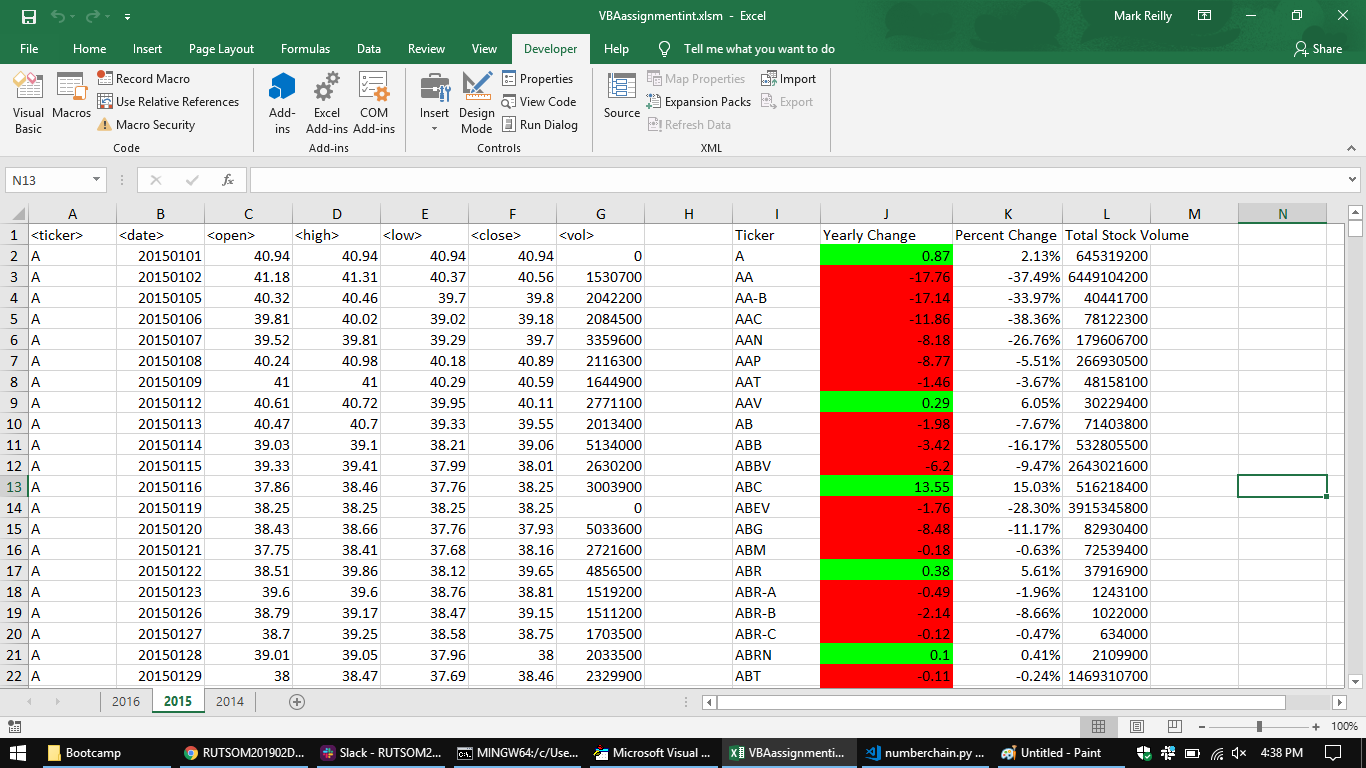 VBAassignmentint.xlsm - Excel
Mark Reilly
File Home Insert Page Layout Formulas Data Review View Developer Help Tell me what you want to do Share
Visual Basic
Macros
Record Macro
Use Relative References
Macro Security
Code
Add-ins
Excel Add-ins
COM Add-ins
Add-ins
Insert
Design Mode
Properties
View Code
Run Dialog
Controls
Source
Map Properties
Expansion Packs
Refresh Data
Import
Export
XML
N13
fx
A B C D E F G H I J K L M N
1 <ticker> <date> <open> <high> <low> <close> <vol> Ticker Yearly Change Percent Change Total Stock Volume
2 A 20150101 40.94 40.94 40.94 40.94 0 A 0.87 2.13% 645319200
3 A 20150102 41.18 41.31 40.37 40.56 1530700 AA -17.76 -37.49% 6449104200
4 A 20150105 40.32 40.46 39.7 39.8 2042200 AA-B -17.14 -33.97% 40441700
5 A 20150106 39.81 40.02 39.02 39.18 2084500 AAC -11.86 -38.36% 78122300
6 A 20150107 39.52 39.81 39.29 39.7 3359600 AAN -8.18 -26.76% 179606700
7 A 20150108 40.24 40.98 40.18 40.89 2116300 AAP -8.77 -5.51% 266930500
8 A 20150109 41 41 40.29 40.59 1644900 AAT -1.46 -3.67% 48158100
9 A 20150112 40.61 40.72 39.95 40.11 2771100 AAV 0.29 6.05% 30229400
10 A 20150113 40.47 40.7 39.33 39.55 2013400 AB -1.98 -7.67% 71403800
11 A 20150114 39.03 39.1 38.21 39.06 5134000 ABB -3.42 -16.17% 532805500
12 A 20150115 39.33 39.41 37.99 38.01 2630200 ABBV -6.2 -9.47% 2643021600
13 A 20150116 37.86 38.46 37.76 38.25 3003900 ABC 13.55 15.03% 516218400
14 A 20150119 38.25 38.25 38.25 38.25 0 ABEV -1.76 -28.30% 3915345800
15 A 20150120 38.43 38.66 37.76 37.93 5033600 ABG -8.48 -11.17% 82930400
16 A 20150121 37.75 38.41 37.68 38.16 2721600 ABM -0.18 -0.63% 72539400
17 A 20150122 38.51 39.86 38.12 39.65 4856500 ABR 0.38 5.61% 37916900
18 A 20150123 39.6 39.6 38.76 38.81 1519200 ABR-A -0.49 -1.96% 1243100
19 A 20150126 38.79 39.17 38.47 39.15 1511200 ABR-B -2.14 -8.66% 1022000
20 A 20150127 38.7 39.25 38.58 38.75 1703500 ABR-C -0.12 -0.47% 634000
21 A 20150128 39.01 39.05 37.96 38 2033500 ABRN 0.1 0.41% 2109900
22 A 20150129 38 38.47 37.69 38.46 2329900 ABT -0.11 -0.24% 1469310700
2016 2015 2014
100%
Bootcamp
RUTSOM201902D...
Slack - RUTSOM2...
MINGW64:/c/Use...
Microsoft Visual ...
VBAassignmenti...
numberchain.py ...
Untitled - Paint
4:38 PM